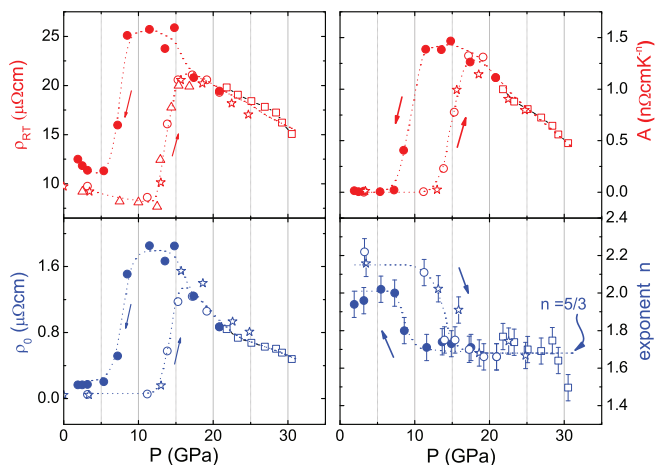 25
20
15
10
ρRT (μΩcm)
1.5
1.0
0.5
0.0
A (nΩcmK⁻ⁿ)
1.6
0.8
0.0
ρ0 (μΩcm)
2.4
2.2
2.0
1.8
1.6
1.4
exponent n
n =5/3
0 10 20 30
P (GPa)
0 10 20 30
P (GPa)